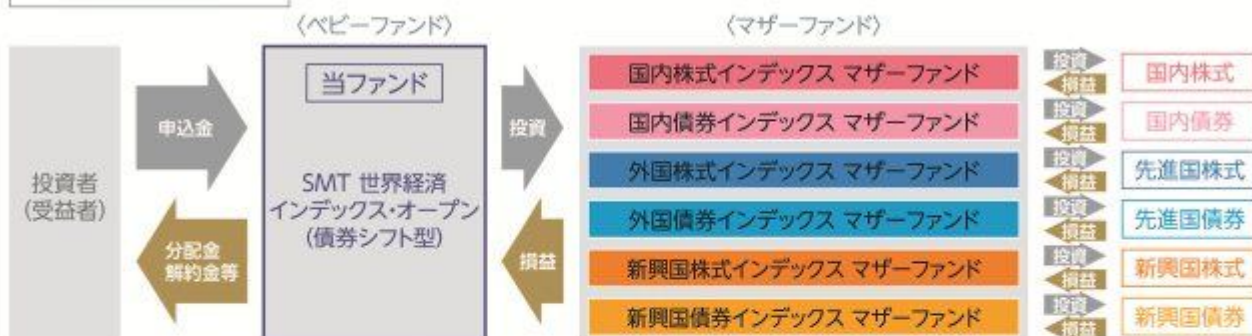 〈ベビーファンド〉
〈マザーファンド〉
投資者
(受益者)
申込金
分配金
解約金等
当ファンド
SMT 世界経済
インデックス・オープン
(債券シフト型)
投資
損益
国内株式インデックス マザーファンド
投資
損益
国内株式
国内債券インデックス マザーファンド
投資
損益
国内債券
外国株式インデックス マザーファンド
投資
損益
先進国株式
外国債券インデックス マザーファンド
投資
損益
先進国債券
新興国株式インデックス マザーファンド
投資
損益
新興国株式
新興国債券インデックス マザーファンド
投資
損益
新興国債券